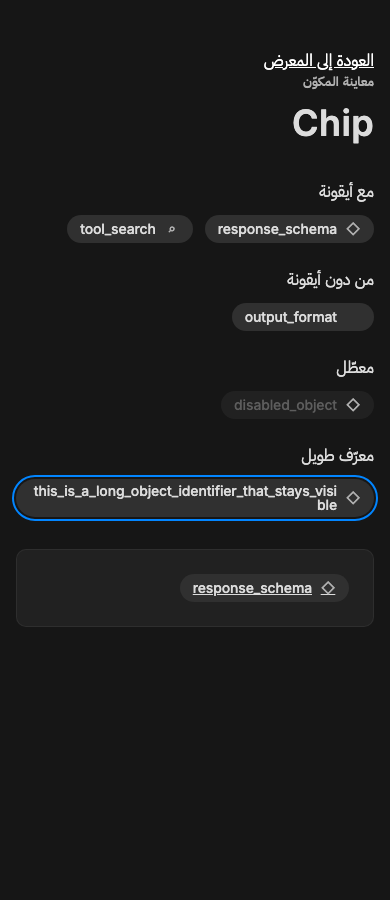 العودة إلى المعرض
معاينة المكوّن
Chip
مع أيقونة
response_schema
tool_search
من دون أيقونة
output_format
معطّل
disabled_object
معرّف طويل
this_is_a_long_object_identifier_that_stays_visi
ble
response_schema